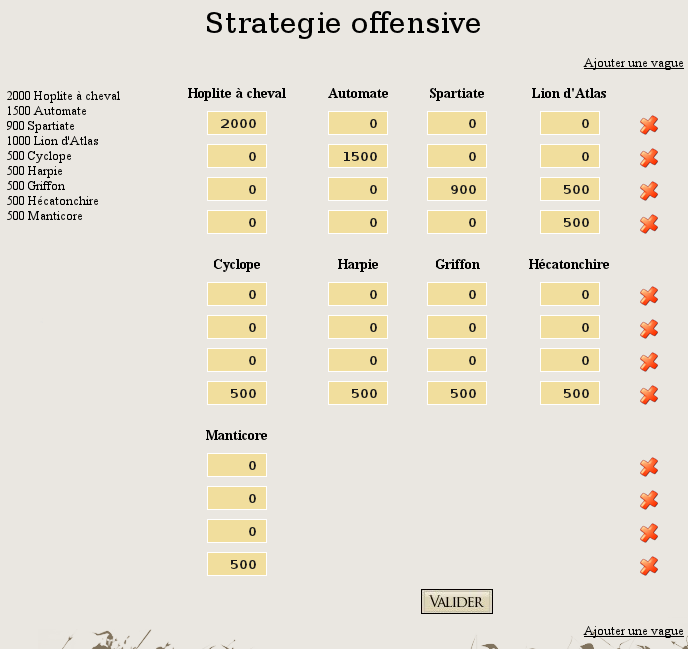 Strategie offensive
Ajouter une vague
2000 Hoplite à cheval
1500 Automate
900 Spartiate
1000 Lion d'Atlas
500 Cyclope
500 Harpie
500 Griffon
500 Hécatonchire
500 Manticore
Hoplite à cheval Automate Spartiate Lion d'Atlas
2000 0 0 0
0 1500 0 0
0 0 900 500
0 0 0 500
Cyclope Harpie Griffon Hécatonchire
0 0 0 0
0 0 0 0
0 0 0 0
500 500 500 500
Manticore
0
0
0
500
VALIDER
Ajouter une vague